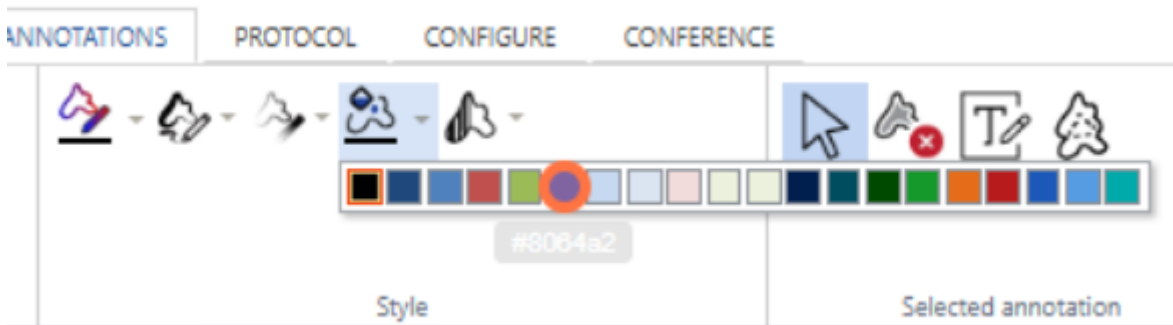 ANNOTATIONS PROTOCOL CONFIGURE CONFERENCE
T
#8064a2
Style Selected annotation